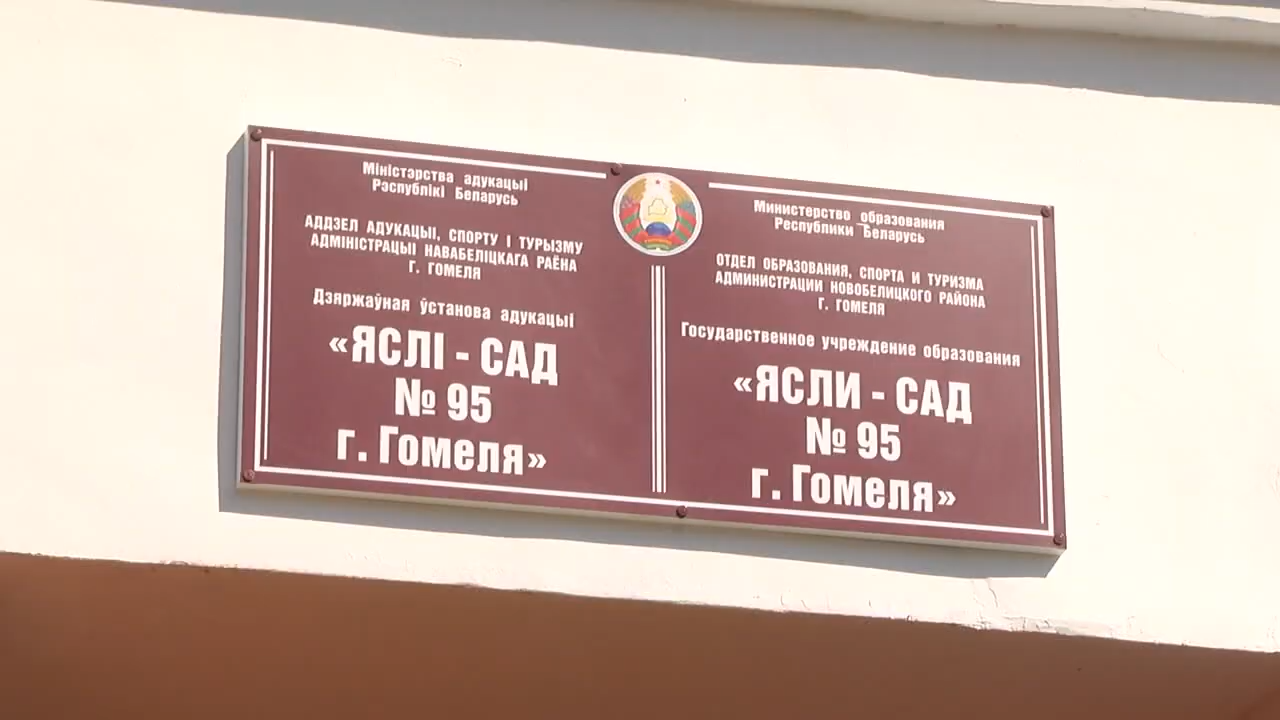 Міністэрства адукацыі
Рэспублікі Беларусь
АДДЗЕЛ АДУКАЦЫІ, СПОРТУ І ТУРЫЗМУ
АДМІНІСТРАЦЫІ НАВАБЕЛІЦКАГА РАЁНА
Г. ГОМЕЛЯ
Дзяржаўная ўстанова адукацыі
«ЯСЛІ - САД
№ 95
г. Гомеля»
Министерство образования
Республики Беларусь
ОТДЕЛ ОБРАЗОВАНИЯ, СПОРТА И ТУРИЗМА
АДМИНИСТРАЦИИ НОВОБЕЛИЦКОГО РАЙОНА
Г. ГОМЕЛЯ
Государственное учреждение образования
«ЯСЛИ - САД
№ 95
г. Гомеля»